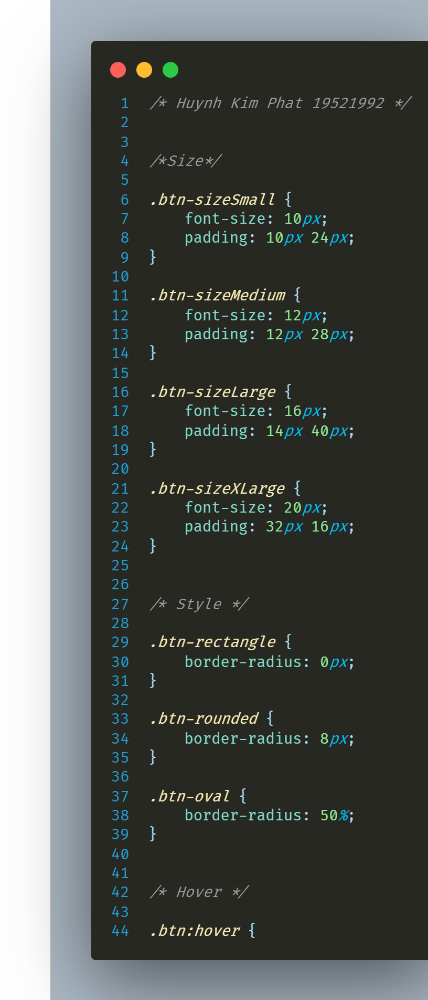 1 /* Huynh Kim Phat 19521992 */
2
3
4 /*Size*/
5
6 .btn-sizeSmall {
7     font-size: 10px;
8     padding: 10px 24px;
9 }
10
11 .btn-sizeMedium {
12     font-size: 12px;
13     padding: 12px 28px;
14 }
15
16 .btn-sizeLarge {
17     font-size: 16px;
18     padding: 14px 40px;
19 }
20
21 .btn-sizeXLarge {
22     font-size: 20px;
23     padding: 32px 16px;
24 }
25
26
27 /* Style */
28
29 .btn-rectangle {
30     border-radius: 0px;
31 }
32
33 .btn-rounded {
34     border-radius: 8px;
35 }
36
37 .btn-oval {
38     border-radius: 50%;
39 }
40
41
42 /* Hover */
43
44 .btn:hover {